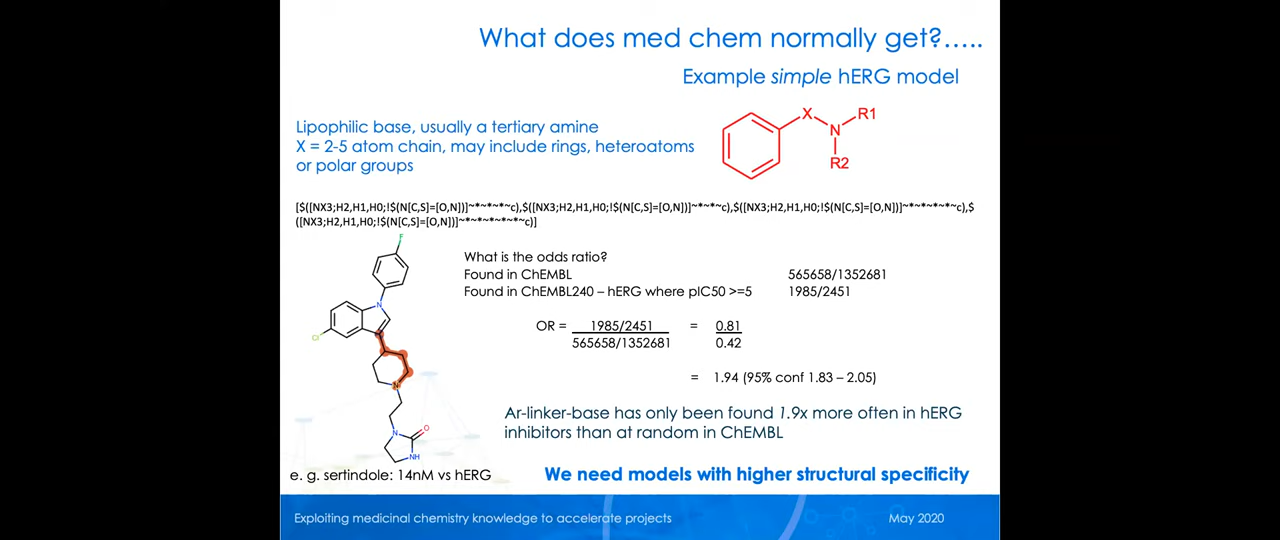 What does med chem normally get?.....
Example simple hERG model
Lipophilic base, usually a tertiary amine
X = 2-5 atom chain, may include rings, heteroatoms
or polar groups
X
R1
N
R2
[$([NX3;H2,H1,H0;!$(N[C,S]=[O,N])]~*~*~*~c),$([NX3;H2,H1,H0;!$(N[C,S]=[O,N])]~*~*~c),$([NX3;H2,H1,H0;!$(N[C,S]=[O,N])]~*~*~*~*~c),$
([NX3;H2,H1,H0;!$(N[C,S]=[O,N])]~*~*~*~*~*~c)]
F
N
Cl
N
N
O
NH
What is the odds ratio?
Found in ChEMBL 565658/1352681
Found in ChEMBL240 – hERG where pIC50 >=5 1985/2451
OR = 1985/2451 = 0.81
565658/1352681 0.42
= 1.94 (95% conf 1.83 – 2.05)
Ar-linker-base has only been found 1.9x more often in hERG
inhibitors than at random in ChEMBL
e. g. sertindole: 14nM vs hERG
We need models with higher structural specificity
Exploiting medicinal chemistry knowledge to accelerate projects
May 2020